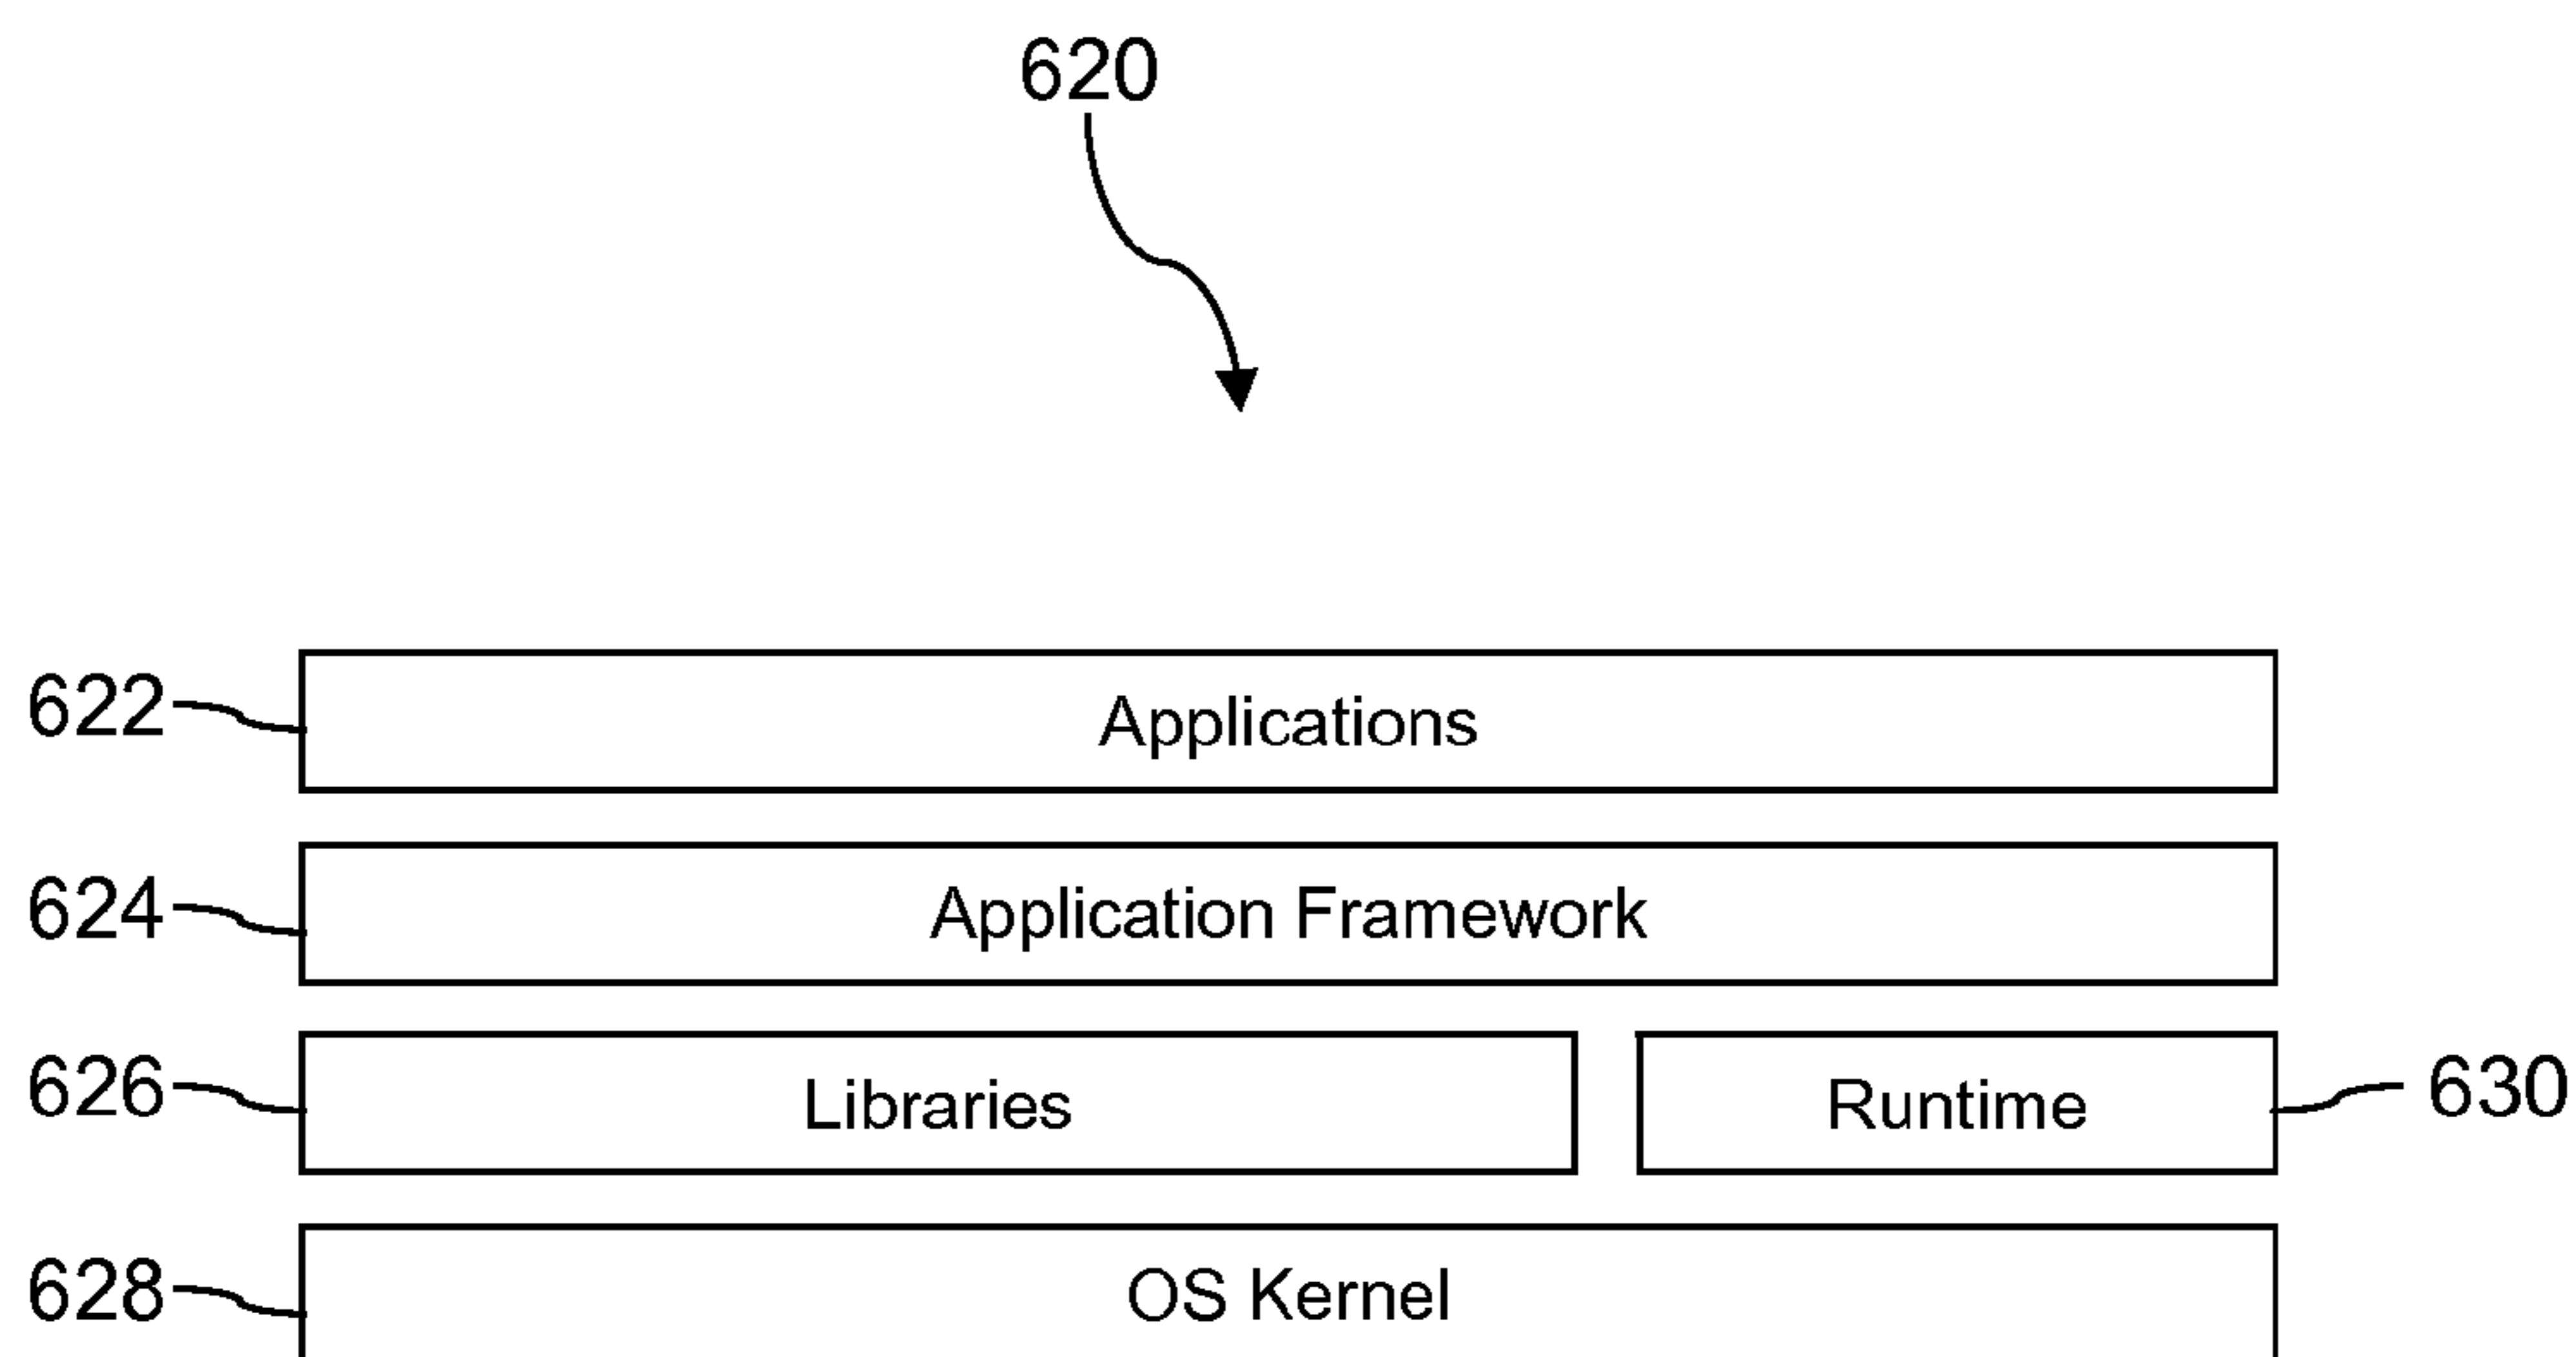 620
622 Applications
624 Application Framework
626 Libraries Runtime 630
628 OS Kernel